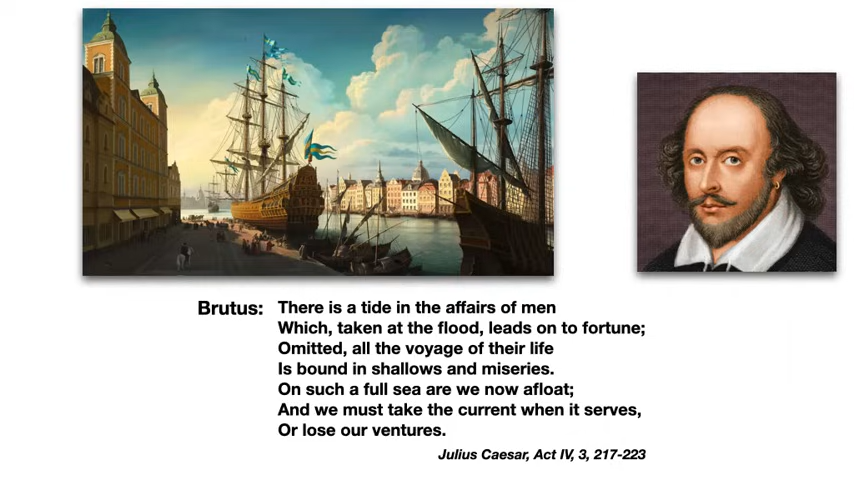 Brutus: There is a tide in the affairs of men
Which, taken at the flood, leads on to fortune;
Omitted, all the voyage of their life
Is bound in shallows and miseries.
On such a full sea are we now afloat;
And we must take the current when it serves,
Or lose our ventures.
Julius Caesar, Act IV, 3, 217-223